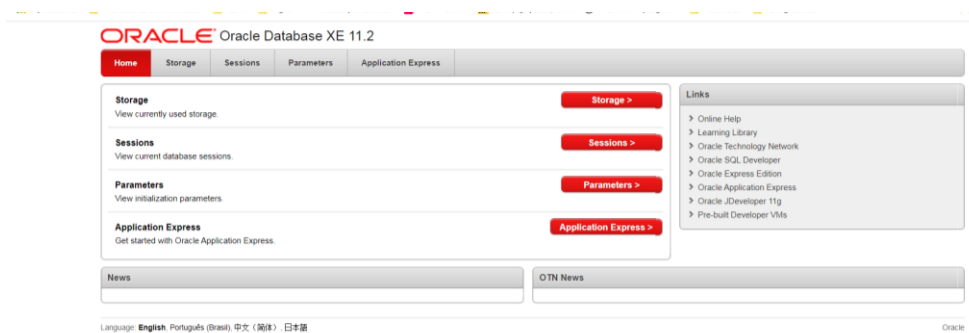 ORACLE Oracle Database XE 11.2
Home Storage Sessions Parameters Application Express
Storage
View currently used storage.
Storage >
Sessions
View current database sessions.
Sessions >
Parameters
View initialization parameters.
Parameters >
Application Express
Get started with Oracle Application Express.
Application Express >
Links
Online Help
Learning Library
Oracle Technology Network
Oracle SQL Developer
Oracle Express Edition
Oracle Application Express
Oracle JDeveloper 11g
Pre-built Developer VMs
News
OTN News
Language: English, Português (Brasil), 中文（简体）, 日本語
Oracle